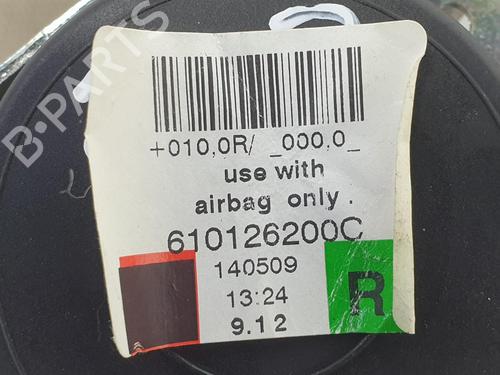 B-PARTS
+010,0R/ _000,0_
use with
airbag only .
610126200C
140509
13:24
9.12
R